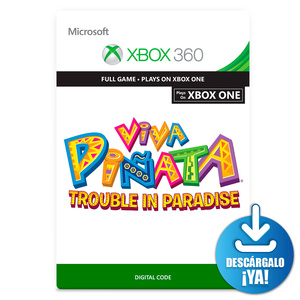 Microsoft
XBOX 360
FULL GAME • PLAYS ON XBOX ONE
Plays On XBOX ONE
VIVA
PIÑATA
TROUBLE IN PARADISE
DESCÁRGALO
¡YA!
DIGITAL CODE